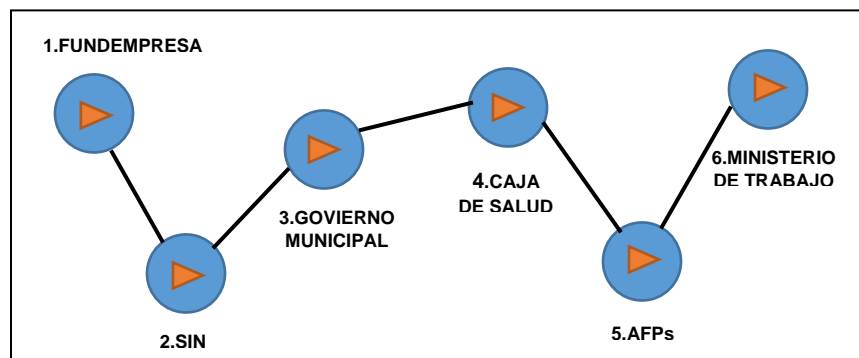 1.FUNDEMPRESA
2.SIN
3.GOVIERNO
MUNICIPAL
4.CAJA
DE SALUD
5.AFPs
6.MINISTERIO
DE TRABAJO